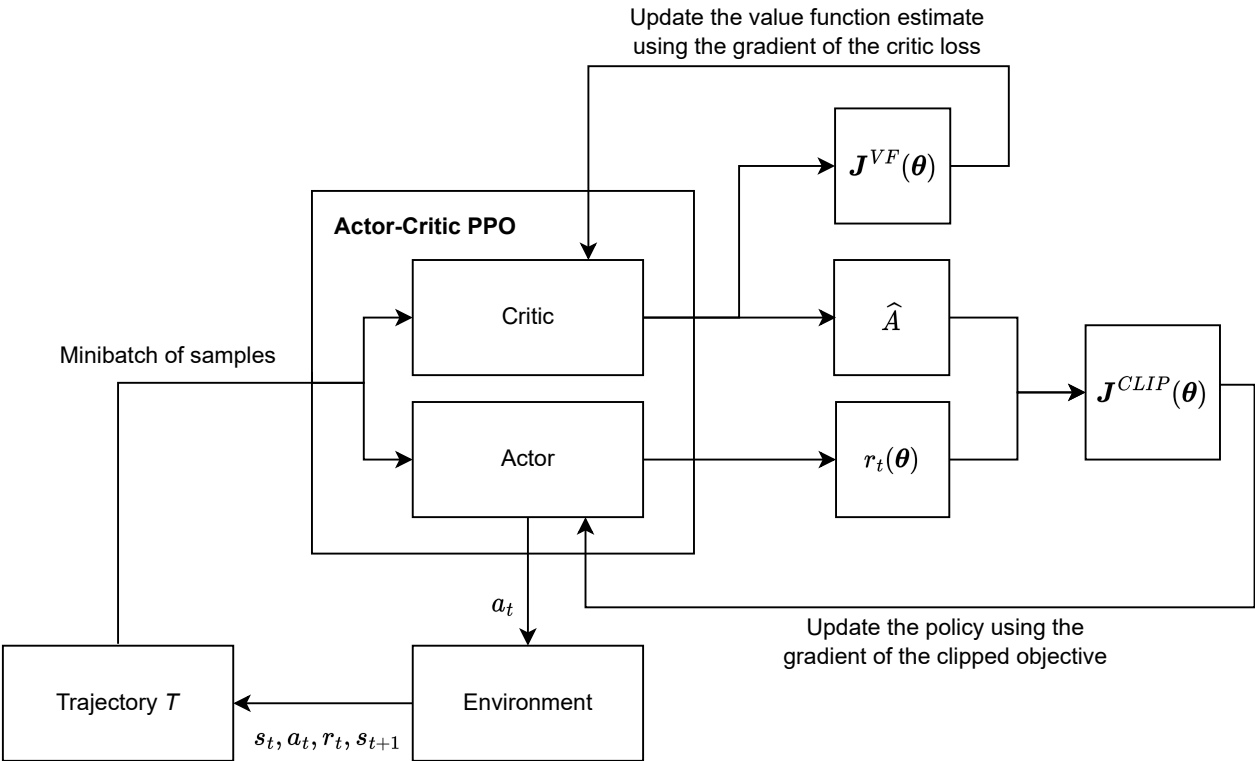 Update the value function estimate
using the gradient of the critic loss
J^{VF}(θ)
Actor-Critic PPO
Critic
Â
Minibatch of samples
J^{CLIP}(θ)
Actor
r_t(θ)
a_t
Update the policy using the
gradient of the clipped objective
Trajectory T
Environment
s_t, a_t, r_t, s_{t+1}